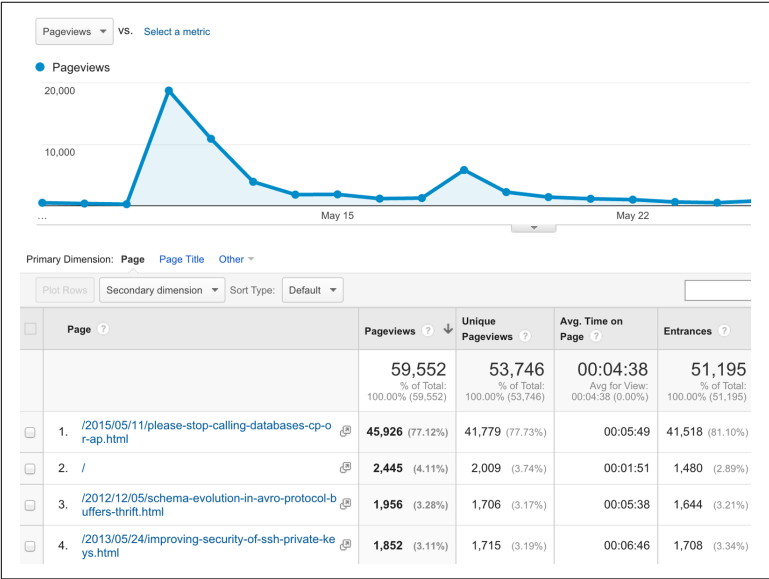 Pageviews VS. Select a metric
Pageviews
20,000
10,000
... May 15 May 22
Primary Dimension: Page Page Title Other
Plot Rows Secondary dimension Sort Type: Default
Page ? Pageviews ? Unique Pageviews ? Avg. Time on Page ? Entrances ?
59,552 53,746 00:04:38 51,195
% of Total: % of Total: Avg for View: % of Total:
100.00% (59,552) 100.00% (53,746) 00:04:38 (0.00%) 100.00% (51,195)
1. /2015/05/11/please-stop-calling-databases-cp-o
r-ap.html 45,926 (77.12%) 41,779 (77.73%) 00:05:49 41,518 (81.10%)
2. / 2,445 (4.11%) 2,009 (3.74%) 00:01:51 1,480 (2.89%)
3. /2012/12/05/schema-evolution-in-avro-protocol-b
uffers-thrift.html 1,956 (3.28%) 1,706 (3.17%) 00:05:38 1,644 (3.21%)
4. /2013/05/24/improving-security-of-ssh-private-ke
ys.html 1,852 (3.11%) 1,715 (3.19%) 00:06:46 1,708 (3.34%)